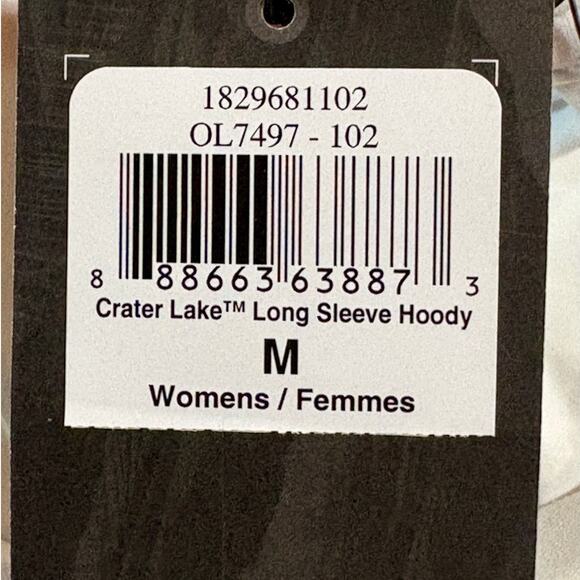 1829681102
OL7497 - 102
8 88663 63887 3
Crater Lake™ Long Sleeve Hoody
M
Womens / Femmes